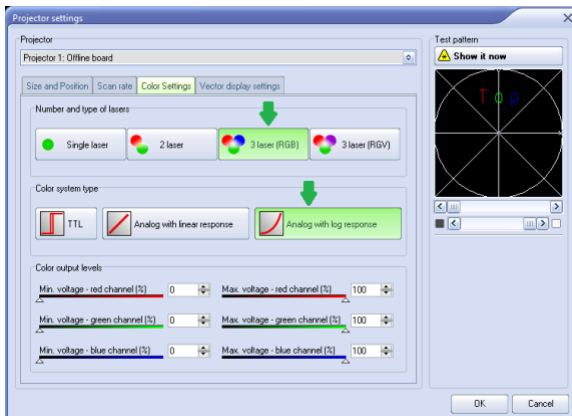 Projector settings
Projector
Projector 1: Offline board
Size and Position
Scan rate
Color Settings
Vector display settings
Number and type of lasers
Single laser
2 laser
3 laser (RGB)
3 laser (RGV)
Color system type
TTL
Analog with linear response
Analog with log response
Color output levels
Min. voltage - red channel (%) 0
Max. voltage - red channel (%) 100
Min. voltage - green channel (%) 0
Max. voltage - green channel (%) 100
Min. voltage - blue channel (%) 0
Max. voltage - blue channel (%) 100
Test pattern
Show it now
Top
OK
Cancel